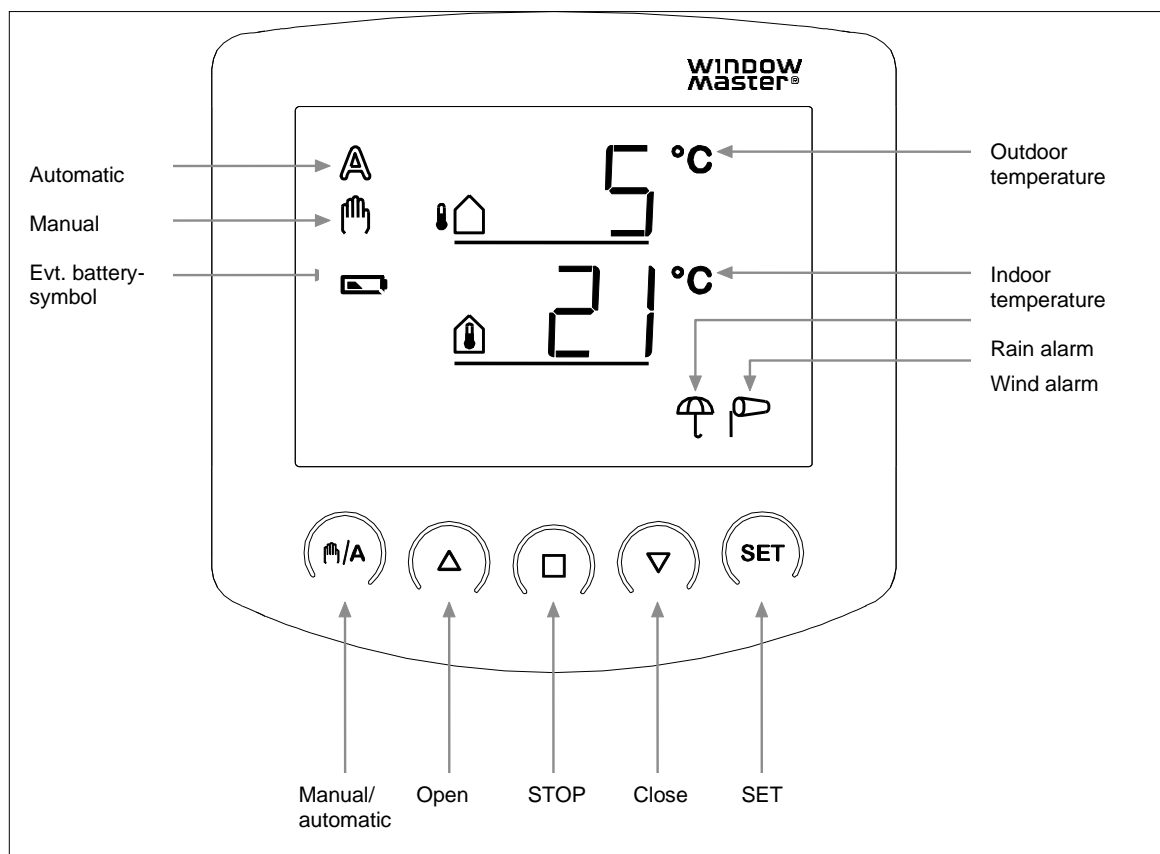 WINDOW
Master®
Automatic
A
5 °C
Outdoor
temperature
Manual
Evt. battery-
symbol
21 °C
Indoor
temperature
Rain alarm
Wind alarm
/A
SET
Manual/
automatic
Open
STOP
Close
SET